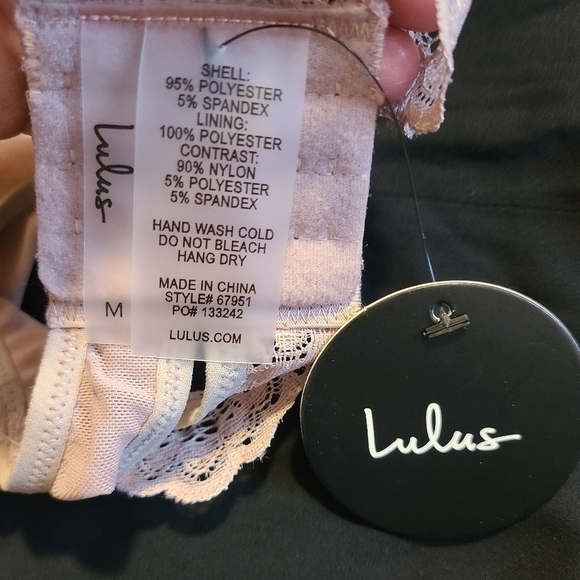 SHELL:
95% POLYESTER
5% SPANDEX
LINING:
100% POLYESTER
CONTRAST:
90% NYLON
5% POLYESTER
5% SPANDEX
HAND WASH COLD
DO NOT BLEACH
HANG DRY
MADE IN CHINA
STYLE# 67951
PO# 133242
LULUS.COM
Lulus
M
Lulus